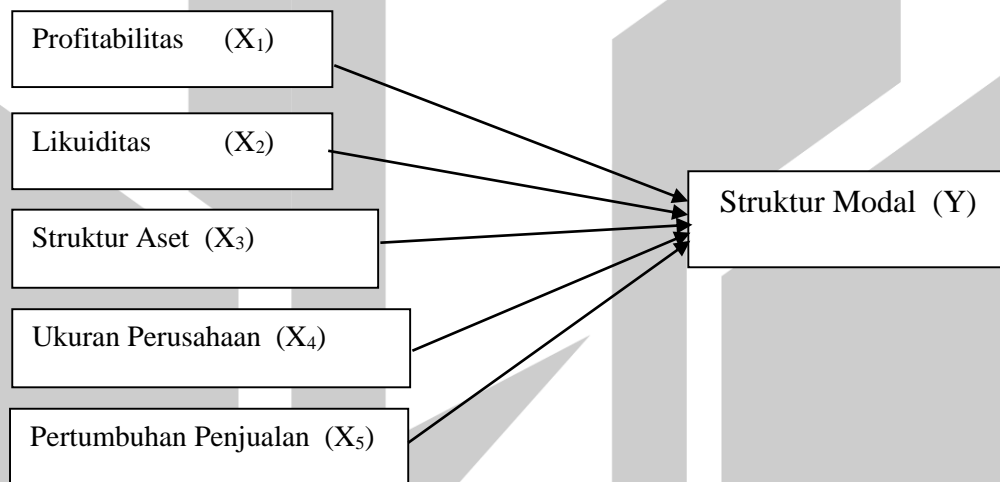 Profitabilitas (X₁)
Likuiditas (X₂)
Struktur Aset (X₃)
Ukuran Perusahaan (X₄)
Pertumbuhan Penjualan (X₅)
Struktur Modal (Y)